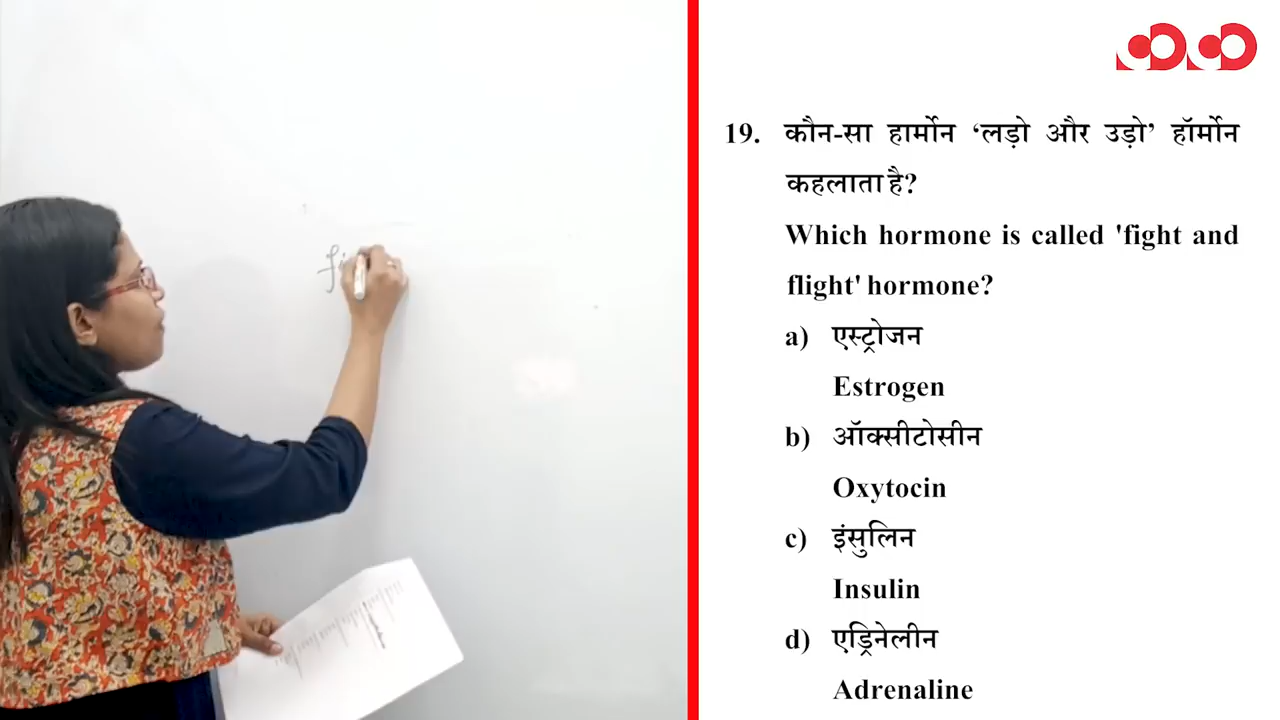 fi
19. कौन-सा हार्मोन ‘लड़ो और उड़ो’ हॉर्मोन
कहलाता है?
Which hormone is called 'fight and
flight' hormone?
a) एस्ट्रोजन
Estrogen
b) ऑक्सीटोसीन
Oxytocin
c) इंसुलिन
Insulin
d) एड्रिनेलीन
Adrenaline